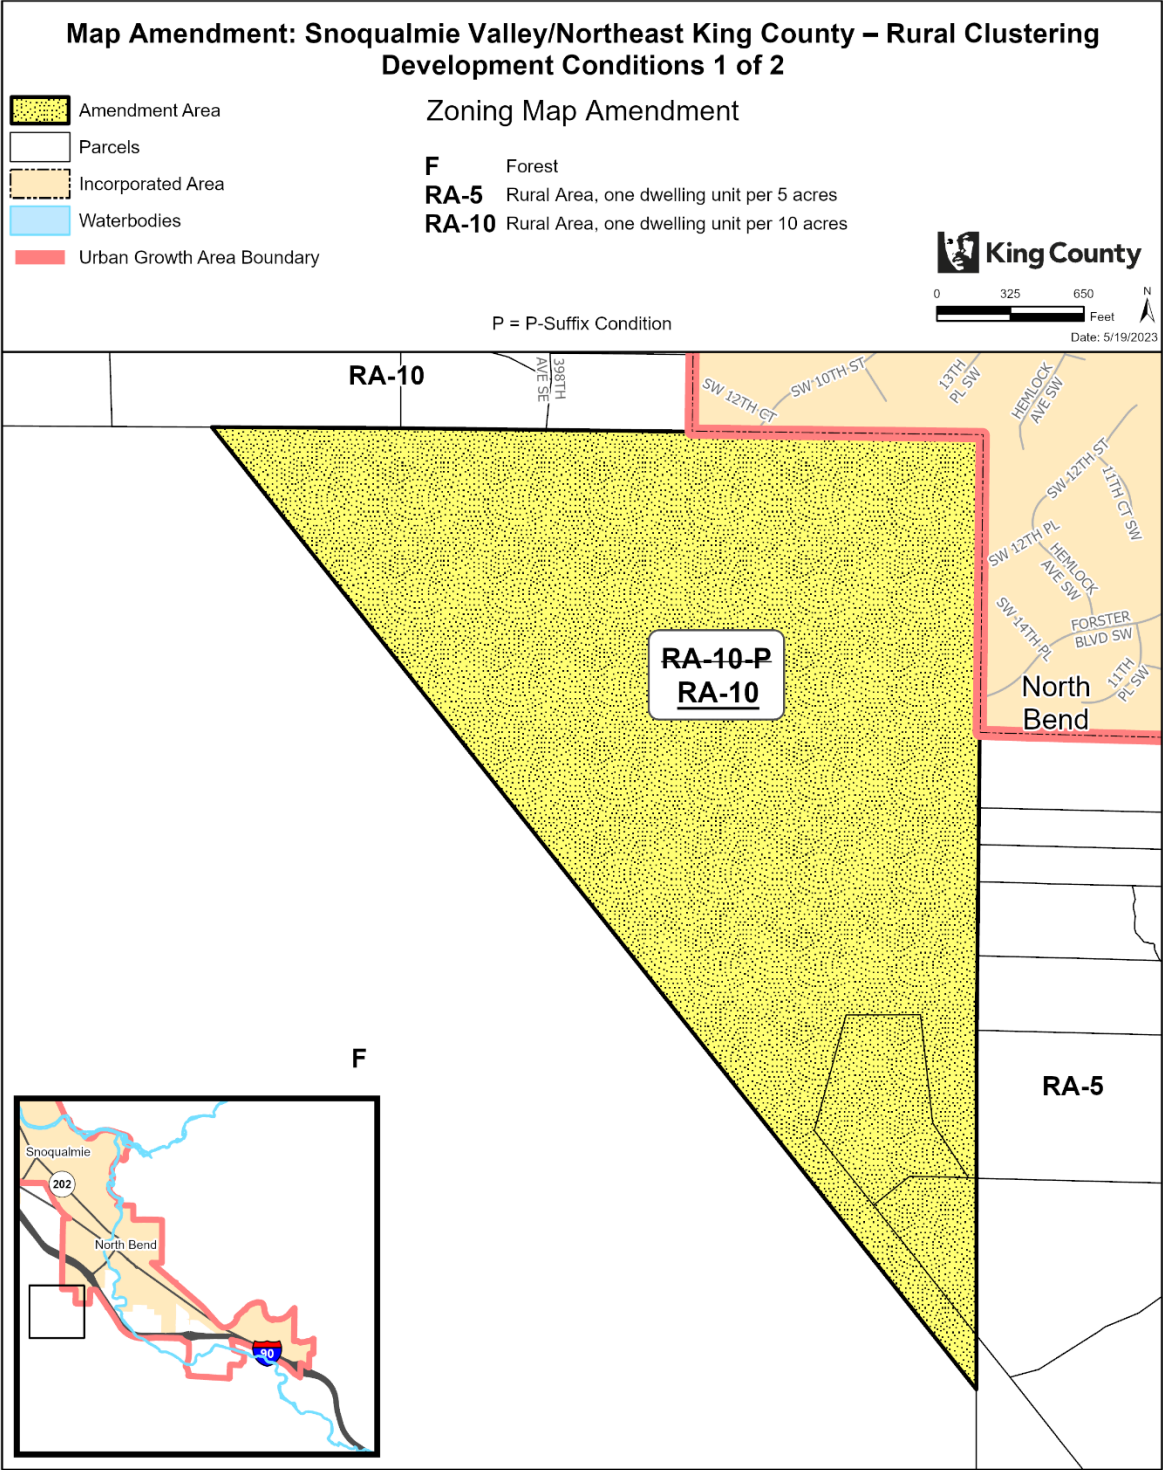 Map Amendment: Snoqualmie Valley/Northeast King County – Rural Clustering
Development Conditions 1 of 2
Amendment Area
Parcels
Incorporated Area
Waterbodies
Urban Growth Area Boundary
Zoning Map Amendment
F Forest
RA-5 Rural Area, one dwelling unit per 5 acres
RA-10 Rural Area, one dwelling unit per 10 acres
P = P-Suffix Condition
King County
0 325 650
Feet
N
Date: 5/19/2023
RA-10
398TH
AVE SE
SW 12TH CT
SW 10TH ST
13TH
PL SW
HEMLOCK
AVE SW
SW 12TH ST
11TH CT SW
SW 12TH PL
HEMLOCK
AVE SW
SW 14TH PL
FORSTER
BLVD SW
11TH
PL SW
North
Bend
RA-10-P
RA-10
F
RA-5
Snoqualmie
202
North Bend
90